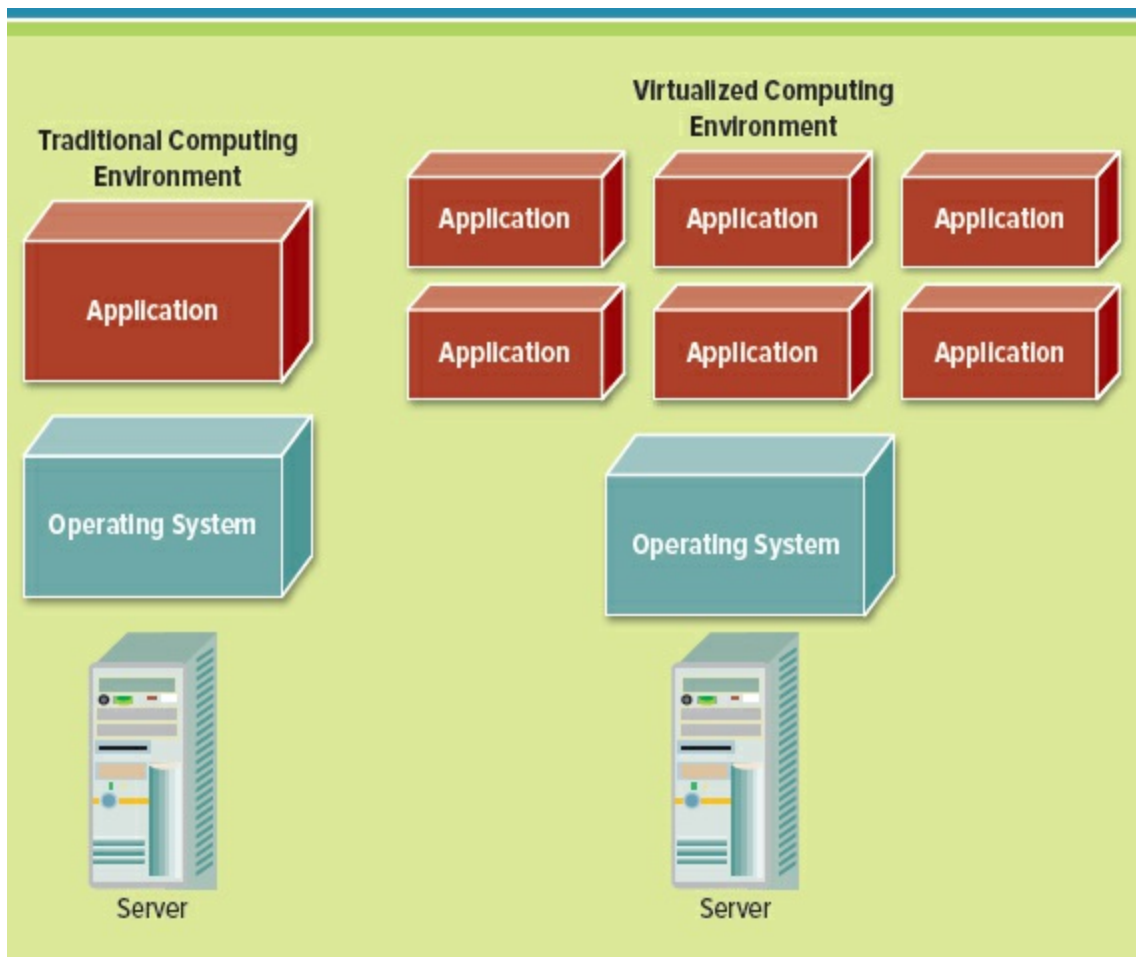 Traditional Computing
Environment
Application
Operating System
Server
Virtualized Computing
Environment
Application
Application
Application
Application
Application
Application
Operating System
Server